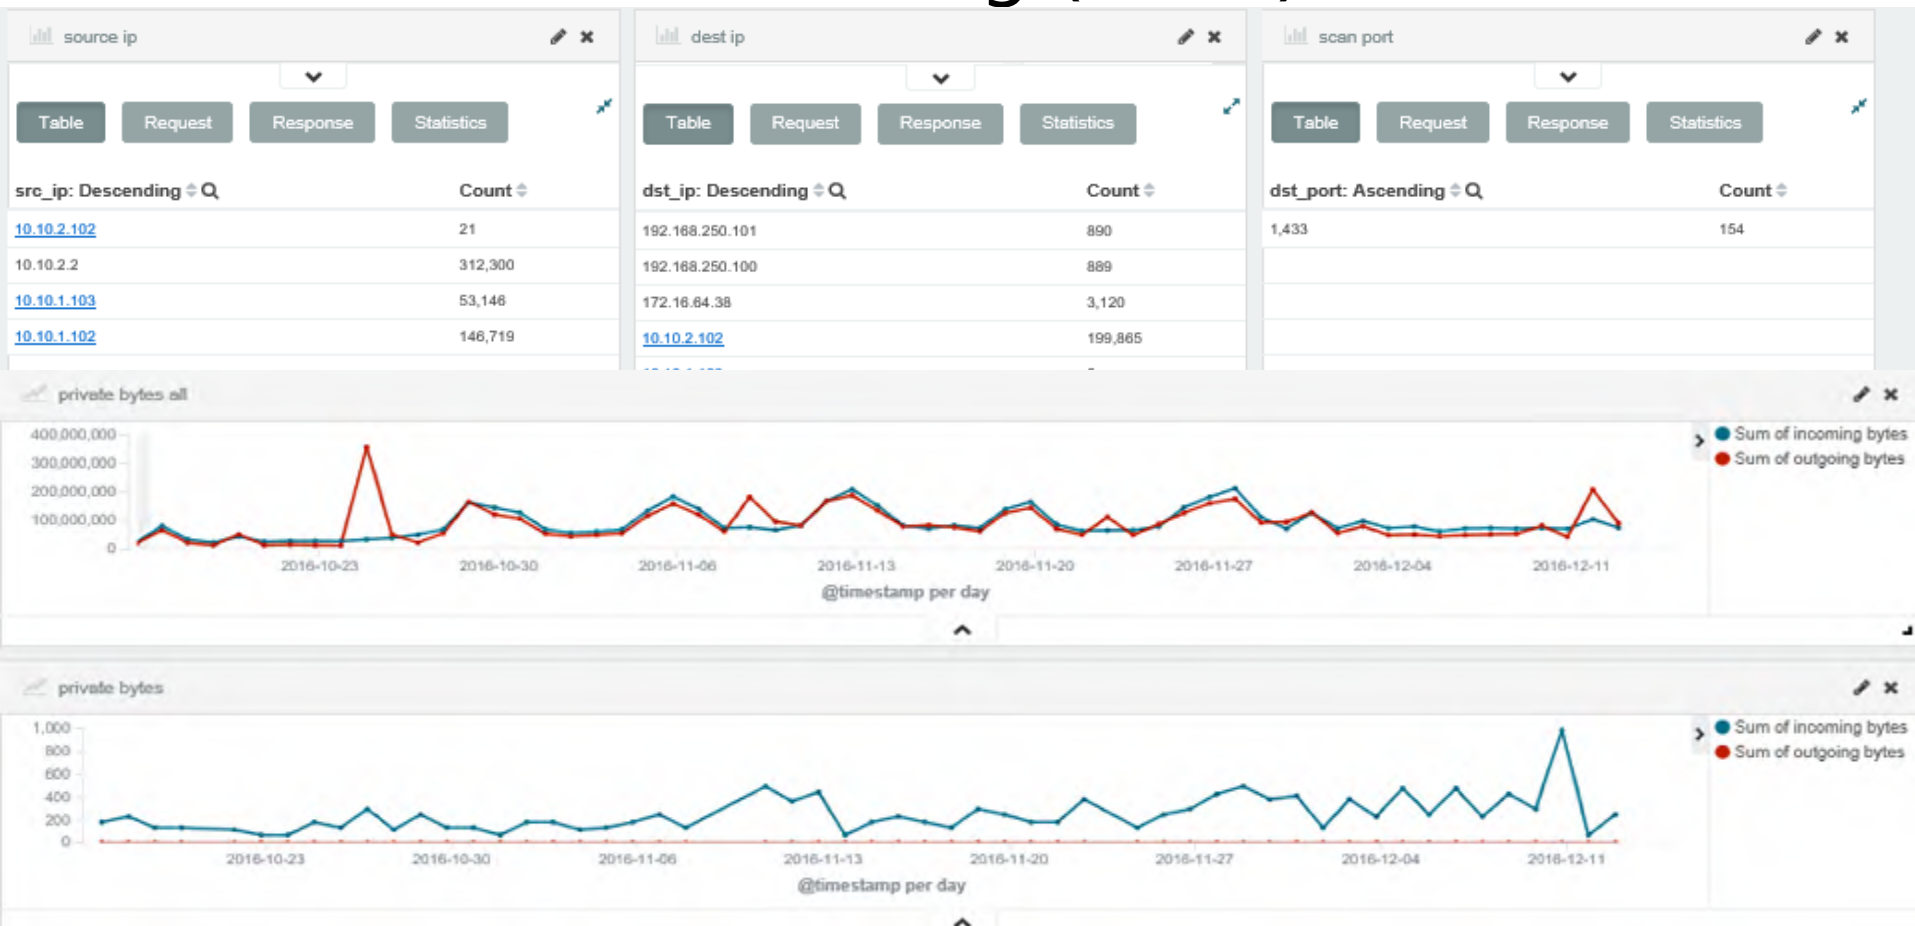 source ip
Table Request Response Statistics
src_ip: Descending Count
10.10.2.102 21
10.10.2.2 312,300
10.10.1.103 53,146
10.10.1.102 146,719
dest ip
Table Request Response Statistics
dst_ip: Descending Count
192.168.250.101 890
192.168.250.100 889
172.16.64.38 3,120
10.10.2.102 199,865
scan port
Table Request Response Statistics
dst_port: Ascending Count
1,433 154
private bytes all
400,000,000
300,000,000
200,000,000
100,000,000
0
2016-10-23 2016-10-30 2016-11-06 2016-11-13 2016-11-20 2016-11-27 2016-12-04 2016-12-11
@timestamp per day
Sum of incoming bytes
Sum of outgoing bytes
private bytes
1,000
800
600
400
200
0
2016-10-23 2016-10-30 2016-11-06 2016-11-13 2016-11-20 2016-11-27 2016-12-04 2016-12-11
@timestamp per day
Sum of incoming bytes
Sum of outgoing bytes